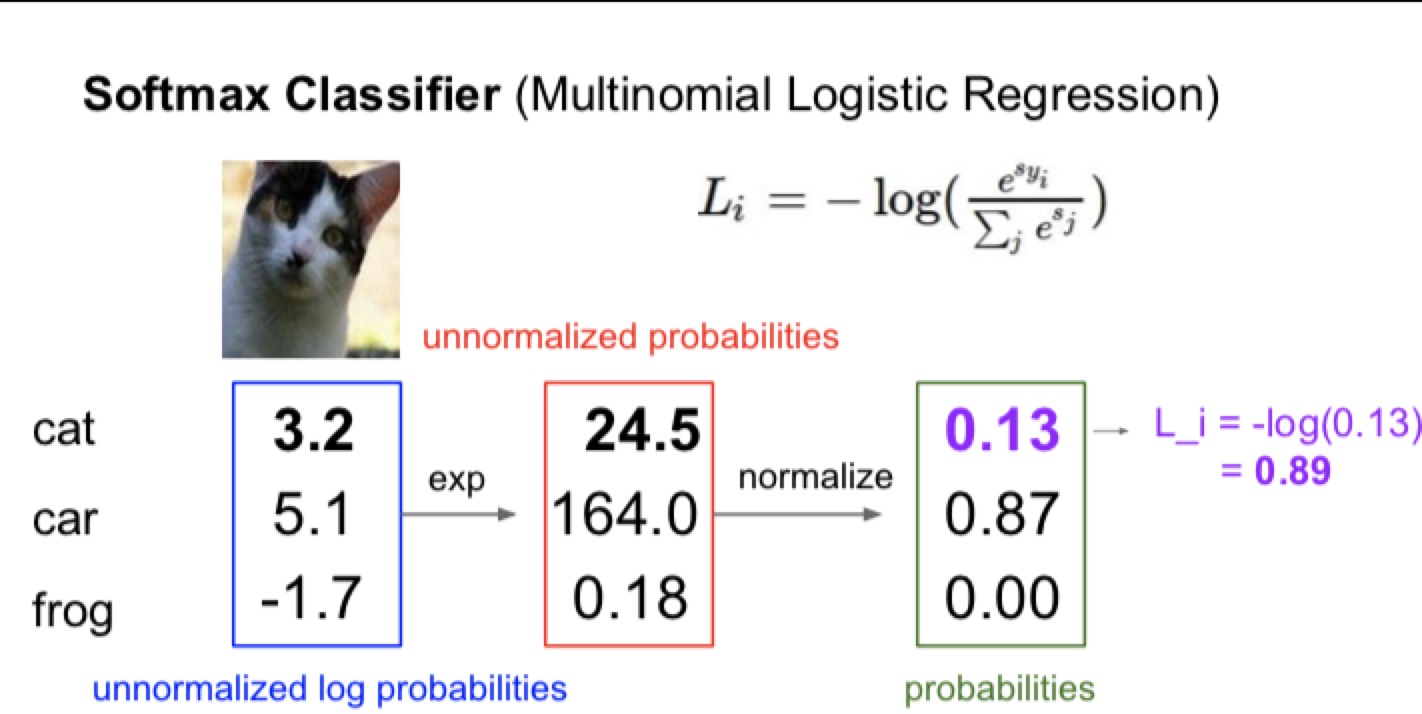 Softmax Classifier (Multinomial Logistic Regression)
L_i = − log(e^{s_{y_i}} / ∑_j e^{s_j})
unnormalized probabilities
cat 3.2 24.5 0.13 → L_i = -log(0.13)
= 0.89
exp normalize
car 5.1 164.0 0.87
frog -1.7 0.18 0.00
unnormalized log probabilities probabilities